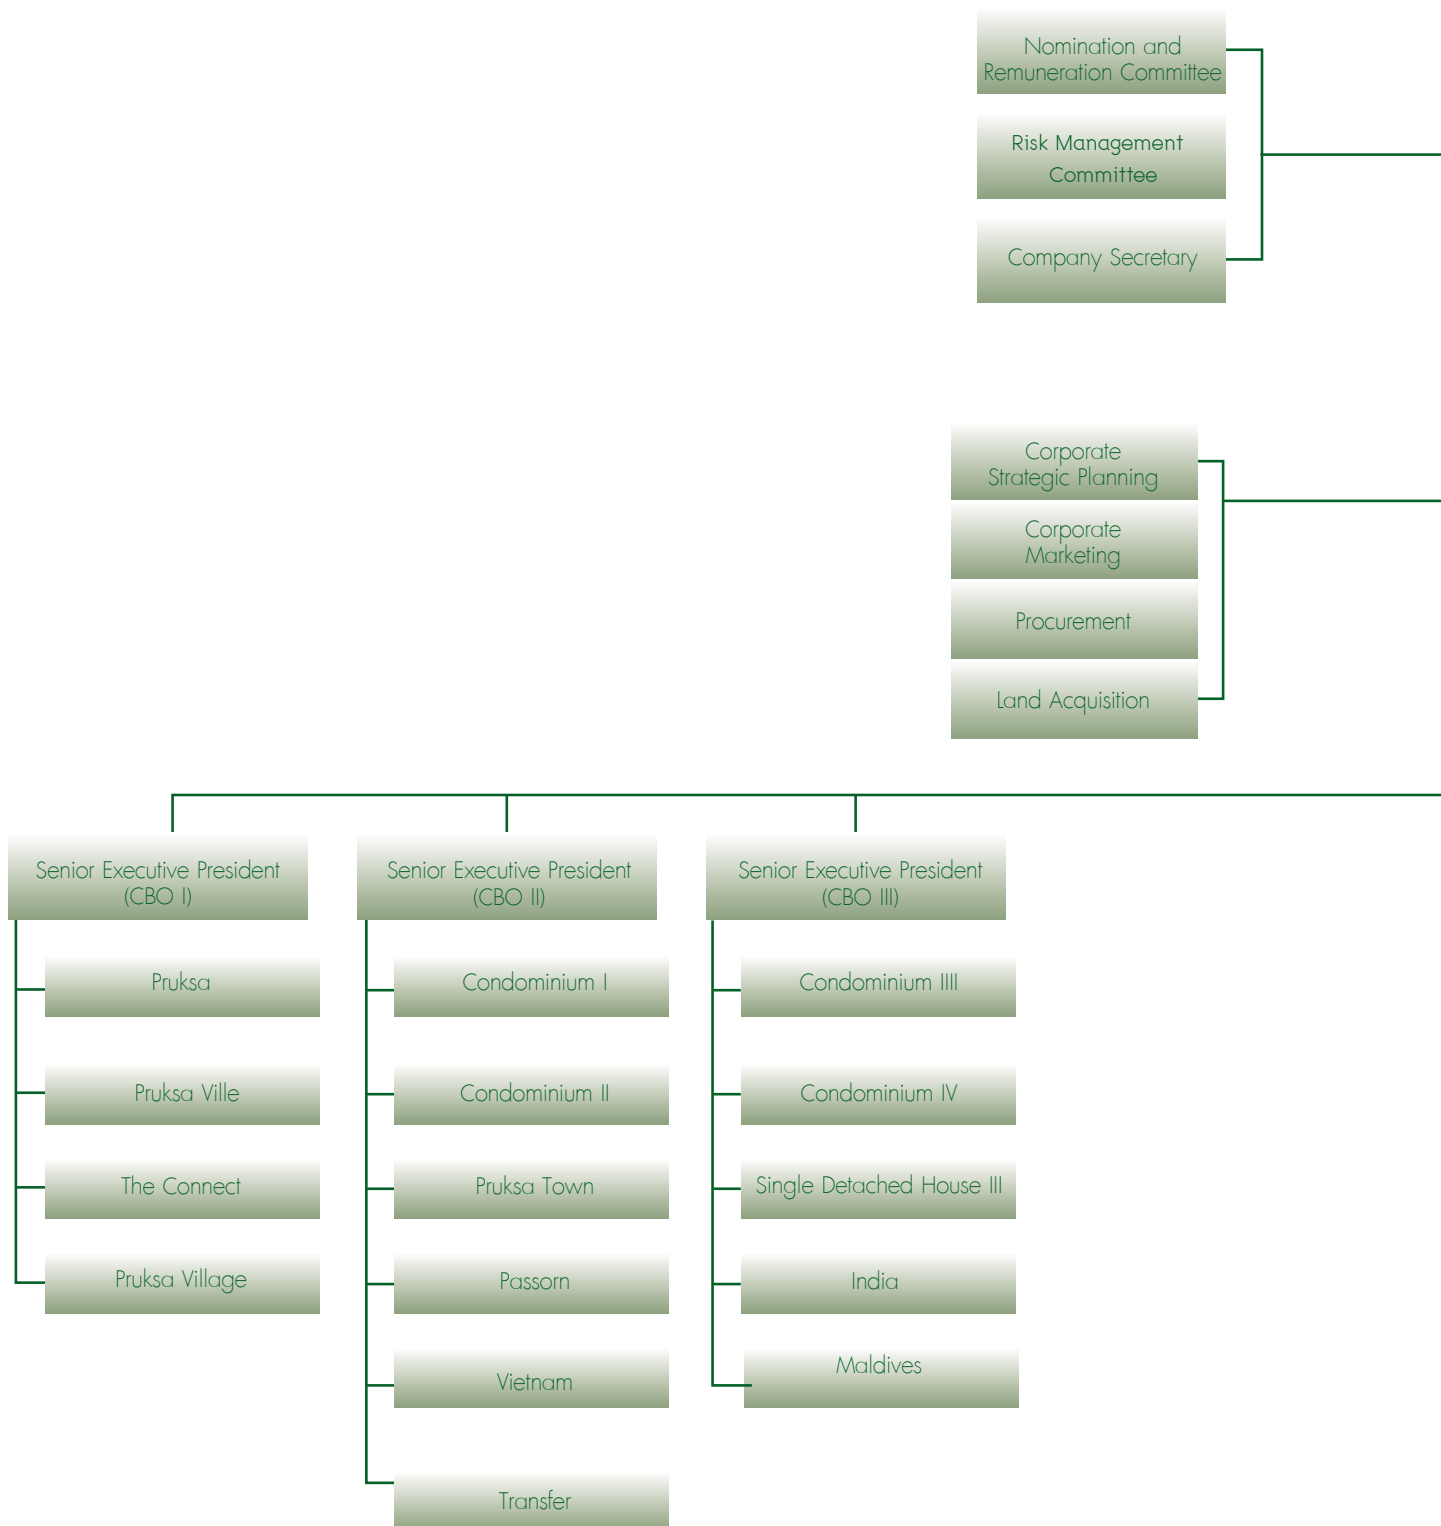 Nomination and
Remuneration Committee
Risk Management
Committee
Company Secretary
Corporate
Strategic Planning
Corporate
Marketing
Procurement
Land Acquisition
Senior Executive President
(CBO I)
Pruksa
Pruksa Ville
The Connect
Pruksa Village
Senior Executive President
(CBO II)
Condominium I
Condominium II
Pruksa Town
Passorn
Vietnam
Transfer
Senior Executive President
(CBO III)
Condominium IIII
Condominium IV
Single Detached House III
India
Maldives